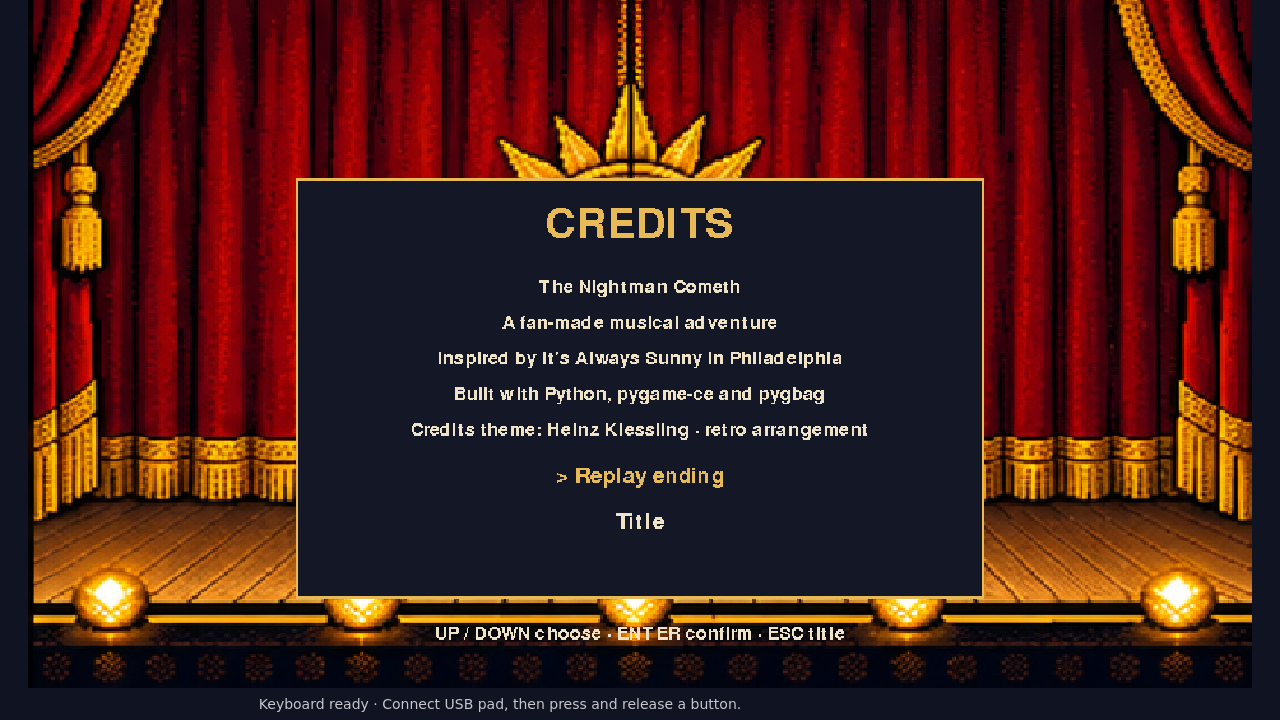 CREDITS
The Nightman Cometh
A fan-made musical adventure
Inspired by It's Always Sunny in Philadelphia
Built with Python, pygame-ce and pygbag
Credits theme: Heinz Kiessling · retro arrangement
> Replay ending
Title
UP / DOWN choose · ENTER confirm · ESC title
Keyboard ready · Connect USB pad, then press and release a button.